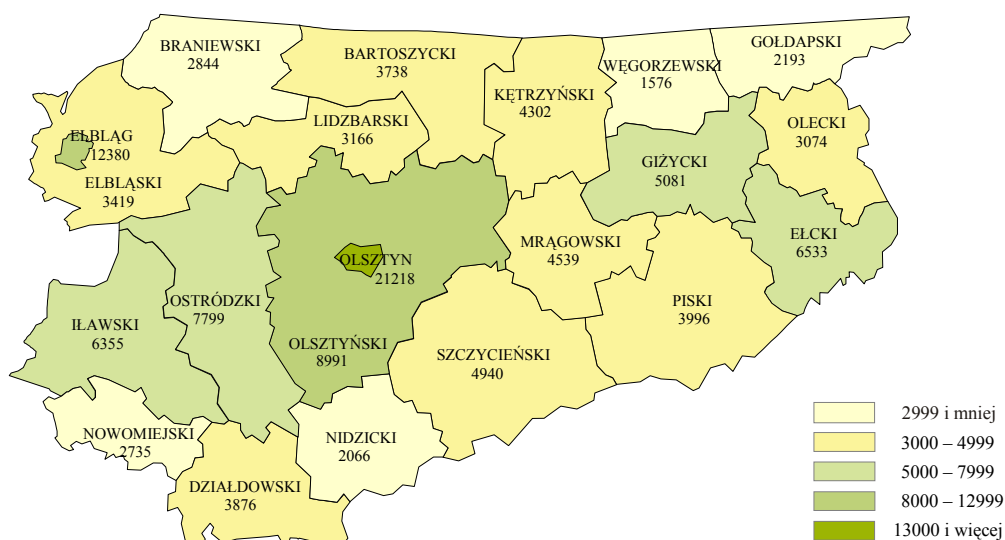 BRANIEWSKI
2844
BARTOSZYCKI
3738
WĘGORZEWSKI
1576
GOŁDAPSKI
2193
KĘTRZYŃSKI
4302
LIDZBARSKI
3166
OLECKI
3074
ELBLĄG
12380
ELBLĄSKI
3419
GIŻYCKI
5081
EŁCKI
6533
MRĄGOWSKI
4539
OLSZTYN
21218
OSTRÓDZKI
7799
PISKI
3996
IŁAWSKI
6355
OLSZTYŃSKI
8991
SZCZYCIEŃSKI
4940
NOWOMIEJSKI
2735
NIDZICKI
2066
DZIAŁDOWSKI
3876
2999 i mniej
3000 – 4999
5000 – 7999
8000 – 12999
13000 i więcej